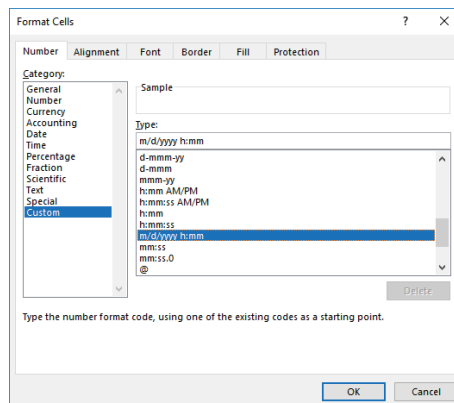 Format Cells ? ×
Number Alignment Font Border Fill Protection
Category:
General
Number
Currency
Accounting
Date
Time
Percentage
Fraction
Scientific
Text
Special
Custom
Sample
Type:
m/d/yyyy h:mm
d-mmm-yy
d-mmm
mmm-yy
h:mm AM/PM
h:mm:ss AM/PM
h:mm
h:mm:ss
m/d/yyyy h:mm
mm:ss
mm:ss.0
@
Delete
Type the number format code, using one of the existing codes as a starting point.
OK Cancel